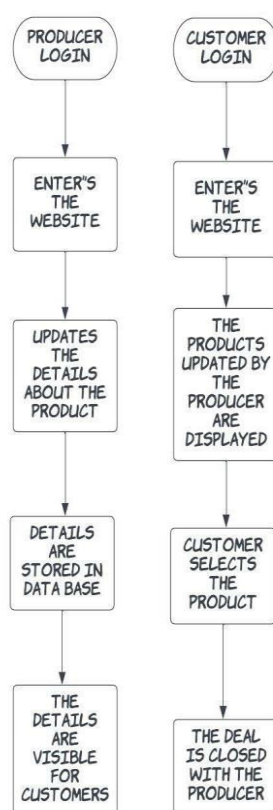 PRODUCER
LOGIN
ENTER"S
THE
WEBSITE
UPDATES
THE
DETAILS
ABOUT THE
PRODUCT
DETAILS
ARE
STORED IN
DATA BASE
THE
DETAILS
ARE
VISIBLE
FOR
CUSTOMERS
CUSTOMER
LOGIN
ENTER"S
THE
WEBSITE
THE
PRODUCTS
UPDATED BY
THE
PRODUCER
ARE
DISPLAYED
CUSTOMER
SELECTS
THE
PRODUCT
THE DEAL
IS CLOSED
WITH THE
PRODUCER